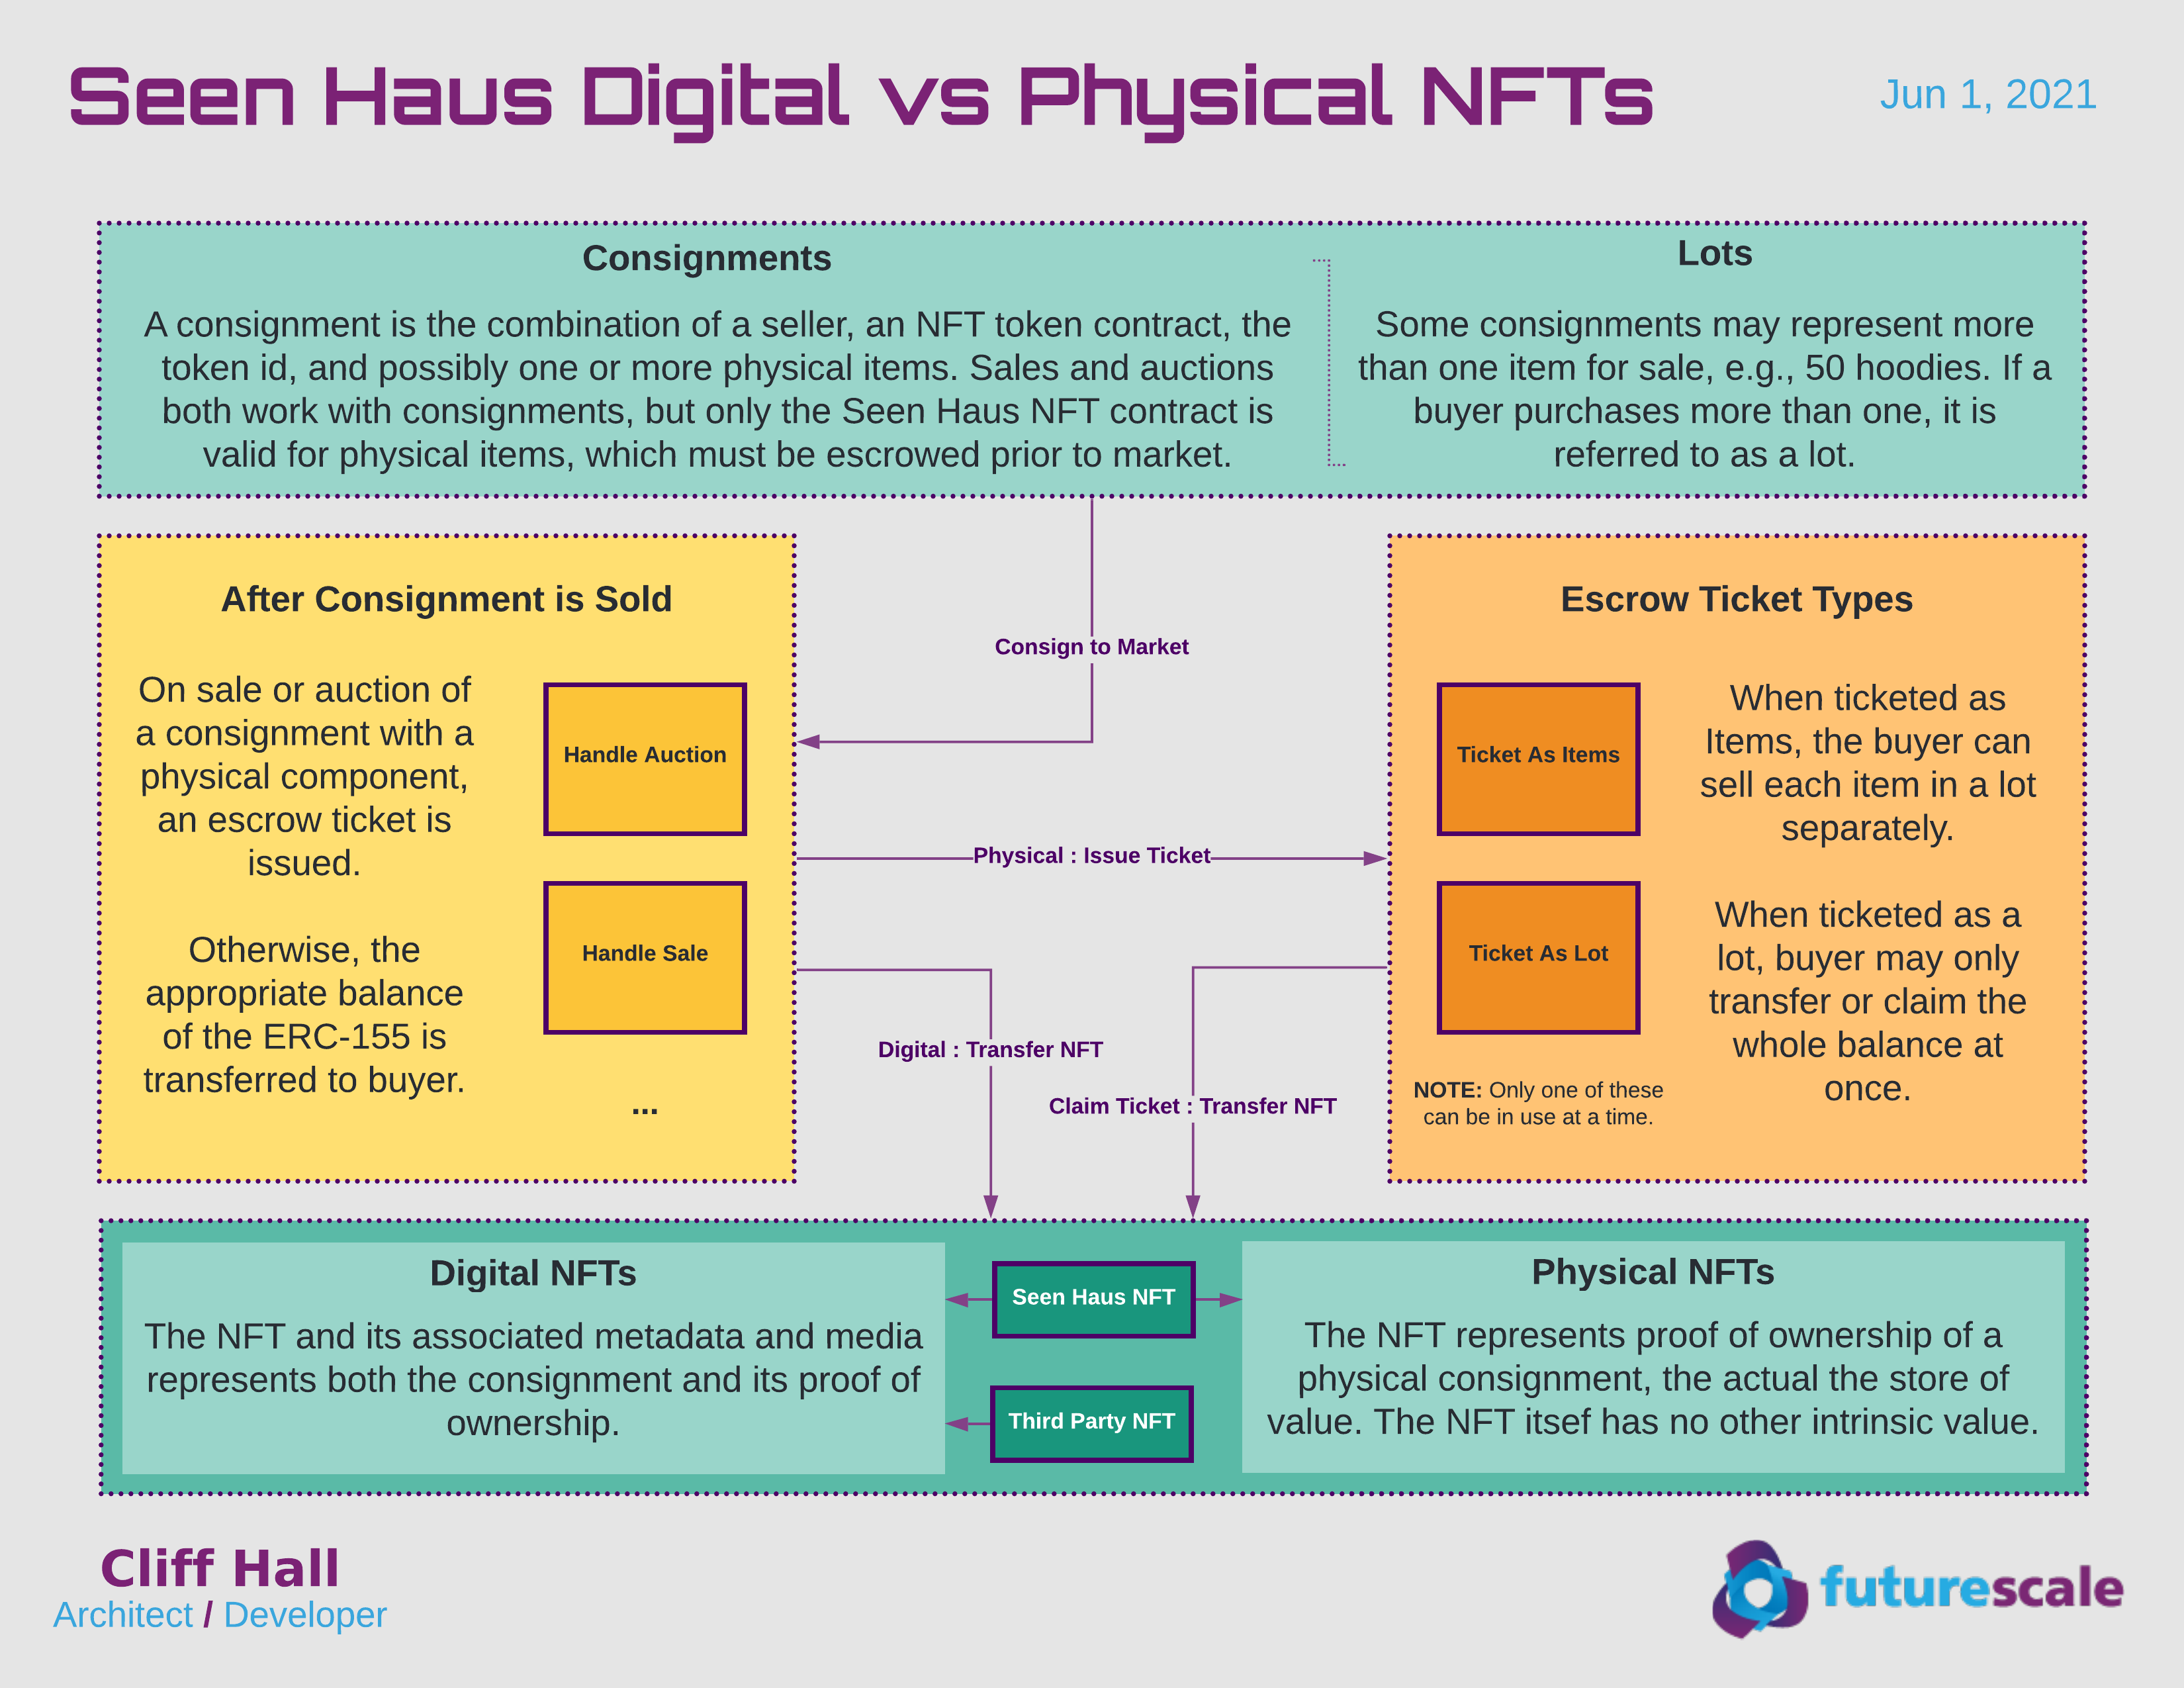 Seen Haus Digital vs Physical NFTs
Jun 1, 2021
Consignments
A consignment is the combination of a seller, an NFT token contract, the
token id, and possibly one or more physical items. Sales and auctions
both work with consignments, but only the Seen Haus NFT contract is
valid for physical items, which must be escrowed prior to market.
Lots
Some consignments may represent more
than one item for sale, e.g., 50 hoodies. If a
buyer purchases more than one, it is
referred to as a lot.
Consign to Market
After Consignment is Sold
On sale or auction of
a consignment with a
physical component,
an escrow ticket is
issued.
Otherwise, the
appropriate balance
of the ERC-155 is
transferred to buyer.
Handle Auction
Handle Sale
...
Physical : Issue Ticket
Digital : Transfer NFT
Claim Ticket : Transfer NFT
Escrow Ticket Types
Ticket As Items
When ticketed as
Items, the buyer can
sell each item in a lot
separately.
Ticket As Lot
When ticketed as a
lot, buyer may only
transfer or claim the
whole balance at
once.
NOTE: Only one of these
can be in use at a time.
Digital NFTs
The NFT and its associated metadata and media
represents both the consignment and its proof of
ownership.
Seen Haus NFT
Third Party NFT
Physical NFTs
The NFT represents proof of ownership of a
physical consignment, the actual the store of
value. The NFT itsef has no other intrinsic value.
Cliff Hall
Architect / Developer
futurescale